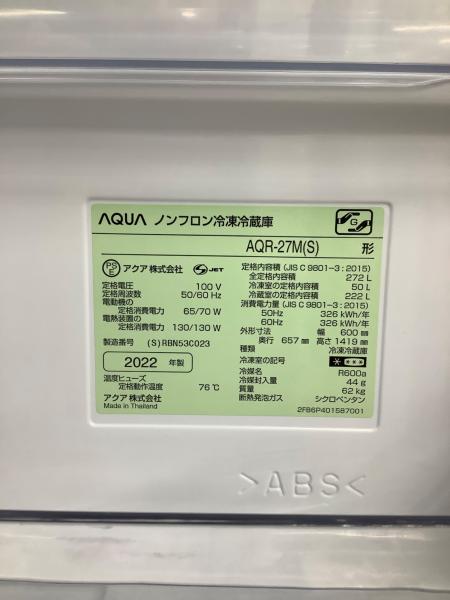 AQUA ノンフロン冷凍冷蔵庫
AQR-27M(S) 形
PS E アクア株式会社 S JET
定格電圧 100 V
定格周波数 50/60 Hz
電動機の
定格消費電力 65/70 W
電熱装置の
定格消費電力 130/130 W
製造番号 (S)RBN53C023
2022 年製
温度ヒューズ
定格動作温度 76℃
アクア株式会社
Made in Thailand
G
定格内容積 (JIS C 9801-3:2015)
全定格内容積 272 L
冷凍室の定格内容積 50 L
冷蔵室の定格内容積 222 L
消費電力量 (JIS C 9801-3:2015)
50Hz 326 kWh/年
60Hz 326 kWh/年
外形寸法 幅 600 mm
奥行 657 mm 高さ 1419 mm
種類 冷凍冷蔵庫
冷凍室の記号 * ***
冷媒名 R600a
冷媒封入量 44 g
質量 62 kg
断熱発泡ガス シクロペンタン
2FB6P401587001
>ABS<